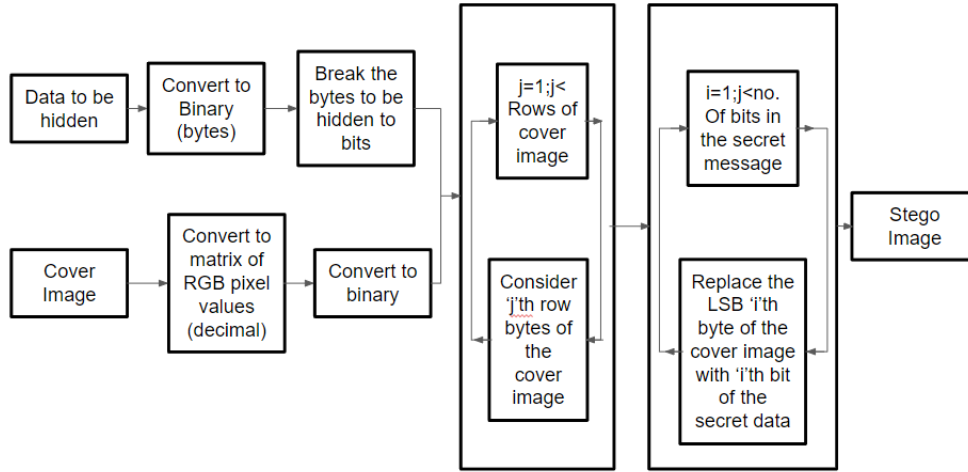 Data to be
hidden
Convert to
Binary
(bytes)
Break the
bytes to be
hidden to
bits
Cover
Image
Convert to
matrix of
RGB pixel
values
(decimal)
Convert to
binary
j=1;j<
Rows of
cover
image
Consider
‘j’th row
bytes of
the
cover
image
i=1;j<no.
Of bits in
the secret
message
Replace the
LSB ‘i’th
byte of the
cover image
with ‘i’th bit
of the
secret data
Stego
Image